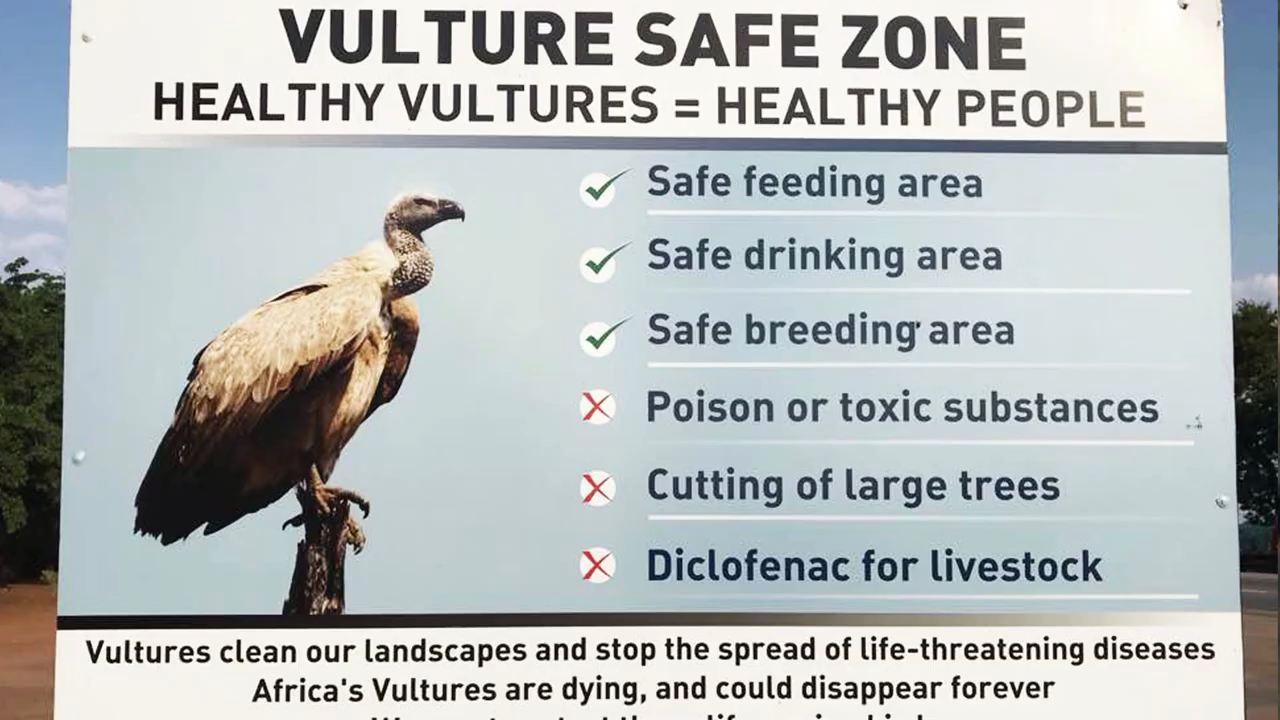 VULTURE SAFE ZONE
HEALTHY VULTURES = HEALTHY PEOPLE
Safe feeding area
Safe drinking area
Safe breeding area
Poison or toxic substances
Cutting of large trees
Diclofenac for livestock
Vultures clean our landscapes and stop the spread of life-threatening diseases
Africa's Vultures are dying, and could disappear forever